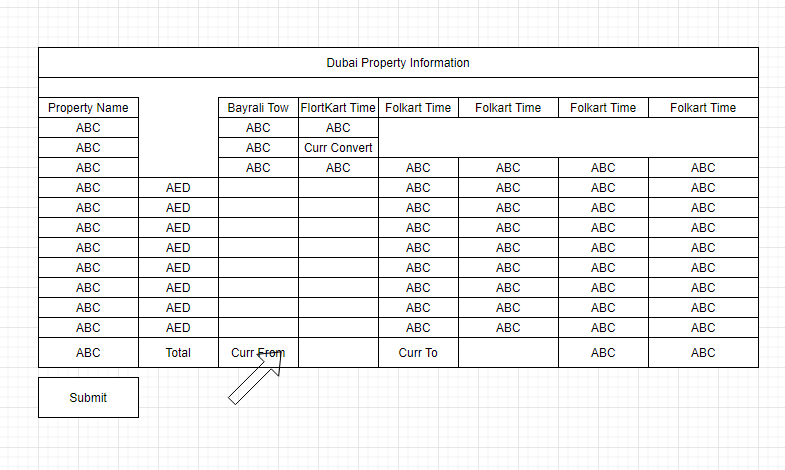 Dubai Property Information
Property Name Bayrali Tow FlortKart Time Folkart Time Folkart Time Folkart Time Folkart Time
ABC ABC ABC
ABC ABC Curr Convert
ABC ABC ABC ABC ABC ABC ABC
ABC AED ABC ABC ABC ABC
ABC AED ABC ABC ABC ABC
ABC AED ABC ABC ABC ABC
ABC AED ABC ABC ABC ABC
ABC AED ABC ABC ABC ABC
ABC AED ABC ABC ABC ABC
ABC AED ABC ABC ABC ABC
ABC AED ABC ABC ABC ABC
ABC Total Curr From Curr To ABC ABC
Submit